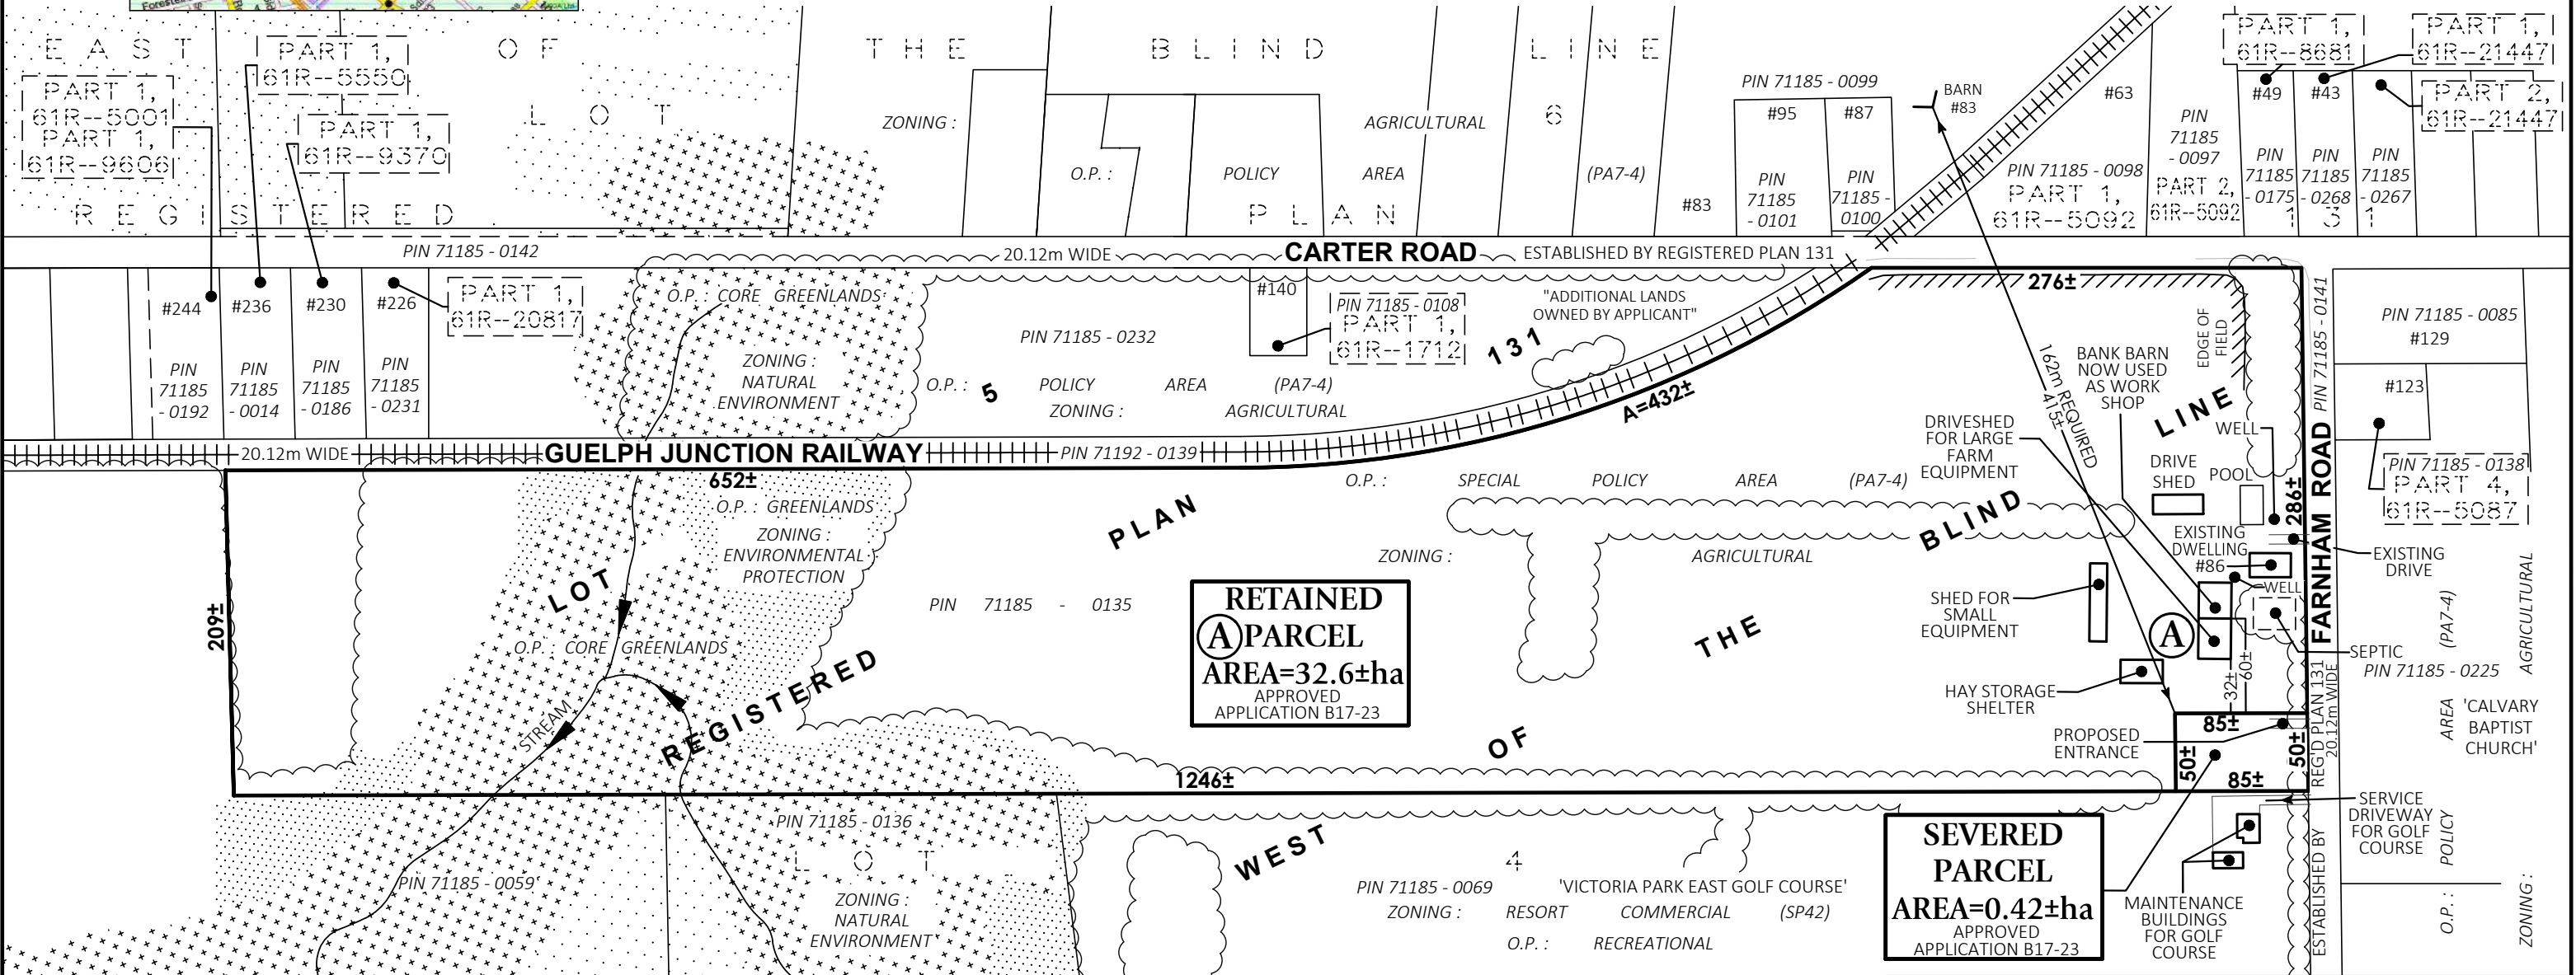 EAST OF THE BLIND LINE
LOT 6
REGISTERED PLAN 131
PART 1,
61R--5001
PART 1,
61R--9606
PART 1,
61R--5550
PART 1,
61R--9370
ZONING : AGRICULTURAL
O.P. : POLICY AREA (PA7-4)
#83
PIN 71185 - 0099
#95
PIN
71185
- 0101
#87
PIN
71185 -
0100
BARN
#83
#63
PIN 71185 - 0098
PART 1,
61R--5092
PIN
71185
- 0097
PART 2,
61R--5092
PART 1,
61R--8681
#49
PIN
71185
- 0175
PART 1,
61R--21447
#43
PIN
71185
- 0268
PART 2,
61R--21447
PIN
71185
- 0267
PIN 71185 - 0142
20.12m WIDE
CARTER ROAD
ESTABLISHED BY REGISTERED PLAN 131
#244
PIN
71185
- 0192
#236
PIN
71185
- 0014
#230
PIN
71185
- 0186
#226
PIN
71185
- 0231
PART 1,
61R--20817
O.P. : CORE GREENLANDS
ZONING :
NATURAL
ENVIRONMENT
PIN 71185 - 0232
O.P. : POLICY AREA (PA7-4)
ZONING : AGRICULTURAL
5
#140
PIN 71185 - 0108
PART 1,
61R--1712
"ADDITIONAL LANDS
OWNED BY APPLICANT"
131
A=432±
276±
20.12m WIDE
GUELPH JUNCTION RAILWAY
PIN 71192 - 0139
652±
209±
O.P. : GREENLANDS
ZONING :
ENVIRONMENTAL
PROTECTION
LOT
O.P. : CORE GREENLANDS
STREAM
REGISTERED
PLAN
PIN 71185 - 0135
RETAINED
A PARCEL
AREA=32.6±ha
APPROVED
APPLICATION B17-23
O.P. : SPECIAL POLICY AREA (PA7-4)
ZONING : AGRICULTURAL
WEST
OF
THE
BLIND
LINE
1246±
162m REQUIRED
415±
EDGE OF
FIELD
BANK BARN
NOW USED
AS WORK
SHOP
DRIVESHED
FOR LARGE
FARM
EQUIPMENT
WELL
DRIVE
SHED
POOL
EXISTING
DWELLING
#86
WELL
SHED FOR
SMALL
EQUIPMENT
A
HAY STORAGE
SHELTER
32±
60±
PROPOSED
ENTRANCE
85±
50±
85±
50±
286±
FARNHAM ROAD
PIN 71185 - 0141
ESTABLISHED BY REG'D PLAN 131
20.12m WIDE
PIN 71185 - 0085
#129
#123
PIN 71185 - 0138
PART 4,
61R--5087
EXISTING
DRIVE
SEPTIC
PIN 71185 - 0225
'CALVARY
BAPTIST
CHURCH'
O.P. : POLICY AREA (PA7-4)
ZONING : AGRICULTURAL
SERVICE
DRIVEWAY
FOR GOLF
COURSE
MAINTENANCE
BUILDINGS
FOR GOLF
COURSE
SEVERED
PARCEL
AREA=0.42±ha
APPROVED
APPLICATION B17-23
PIN 71185 - 0136
LOT 4
ZONING :
NATURAL
ENVIRONMENT
PIN 71185 - 0059
PIN 71185 - 0069 'VICTORIA PARK EAST GOLF COURSE'
ZONING : RESORT COMMERCIAL (SP42)
O.P. : RECREATIONAL